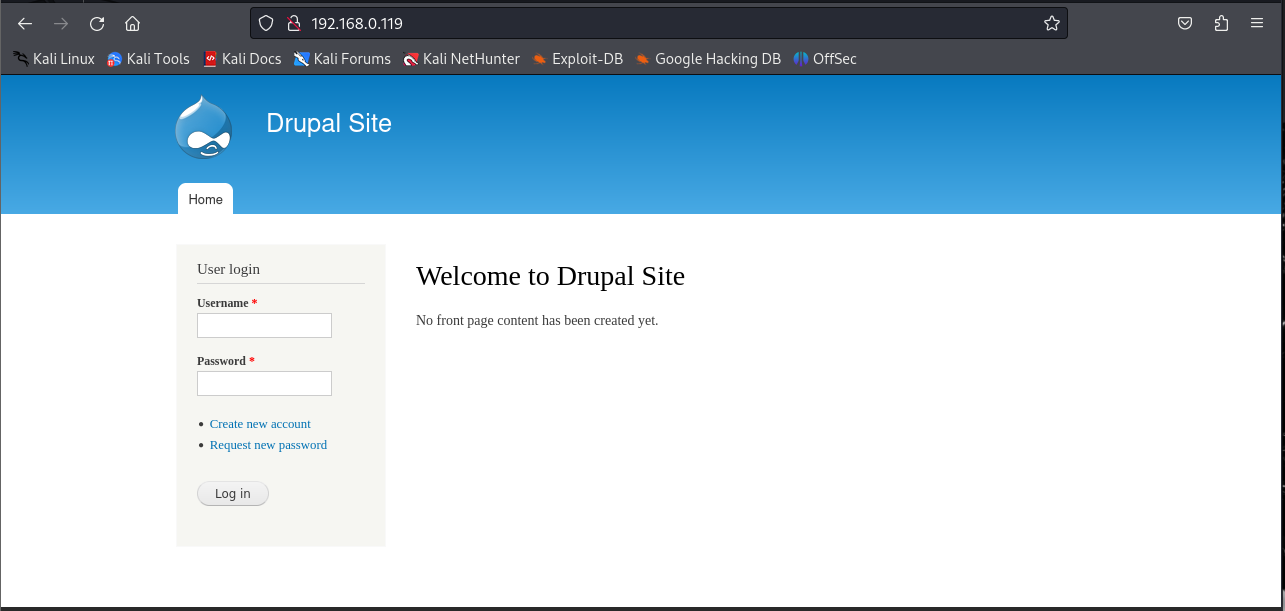 192.168.0.119
Kali Linux Kali Tools Kali Docs Kali Forums Kali NetHunter Exploit-DB Google Hacking DB OffSec
Drupal Site
Home
User login
Username *
Password *
Create new account
Request new password
Log in
Welcome to Drupal Site
No front page content has been created yet.